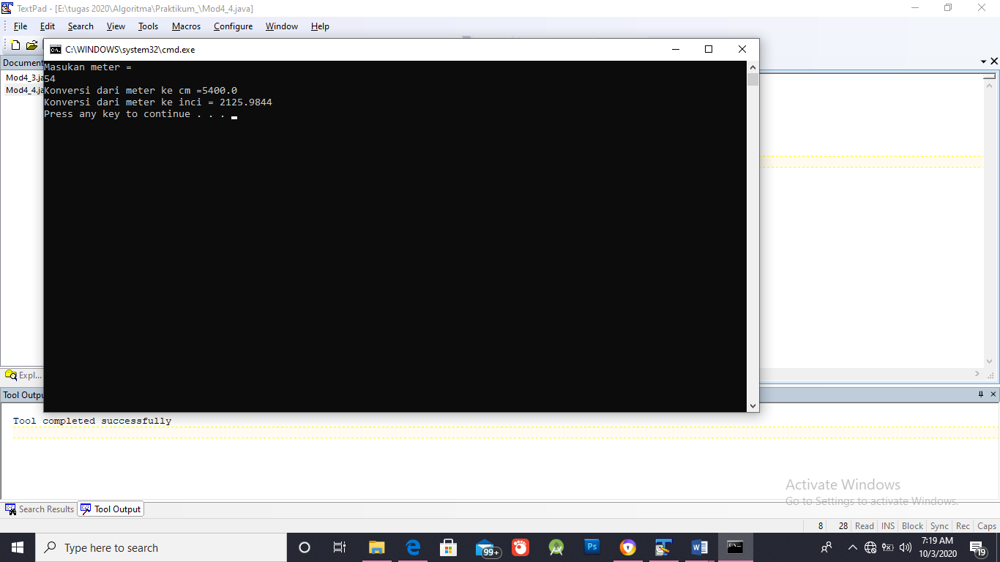 TextPad - [E:\tugas 2020\Algoritma\Praktikum_\Mod4_4.java]
File Edit Search View Tools Macros Configure Window Help
C:\WINDOWS\system32\cmd.exe
Document
Mod4_3.ja
Mod4_4.ja
Masukan meter =
54
Konversi dari meter ke cm =5400.0
Konversi dari meter ke inci = 2125.9844
Press any key to continue . . .
Expl...
Tool Outpu
Tool completed successfully
Activate Windows
Go to Settings to activate Windows.
Search Results Tool Output
8 28 Read INS Block Sync Rec Caps
Type here to search
99+
Ps
7:19 AM
10/3/2020
19